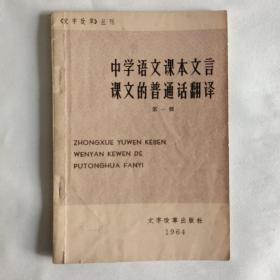 《文字改革》丛刊
中学语文课本文言
课文的普通话翻译
第一辑
ZHONGXUE YUWEN KEBEN
WENYAN KEWEN DE
PUTONGHUA FANYI
文字改革出版社
1964